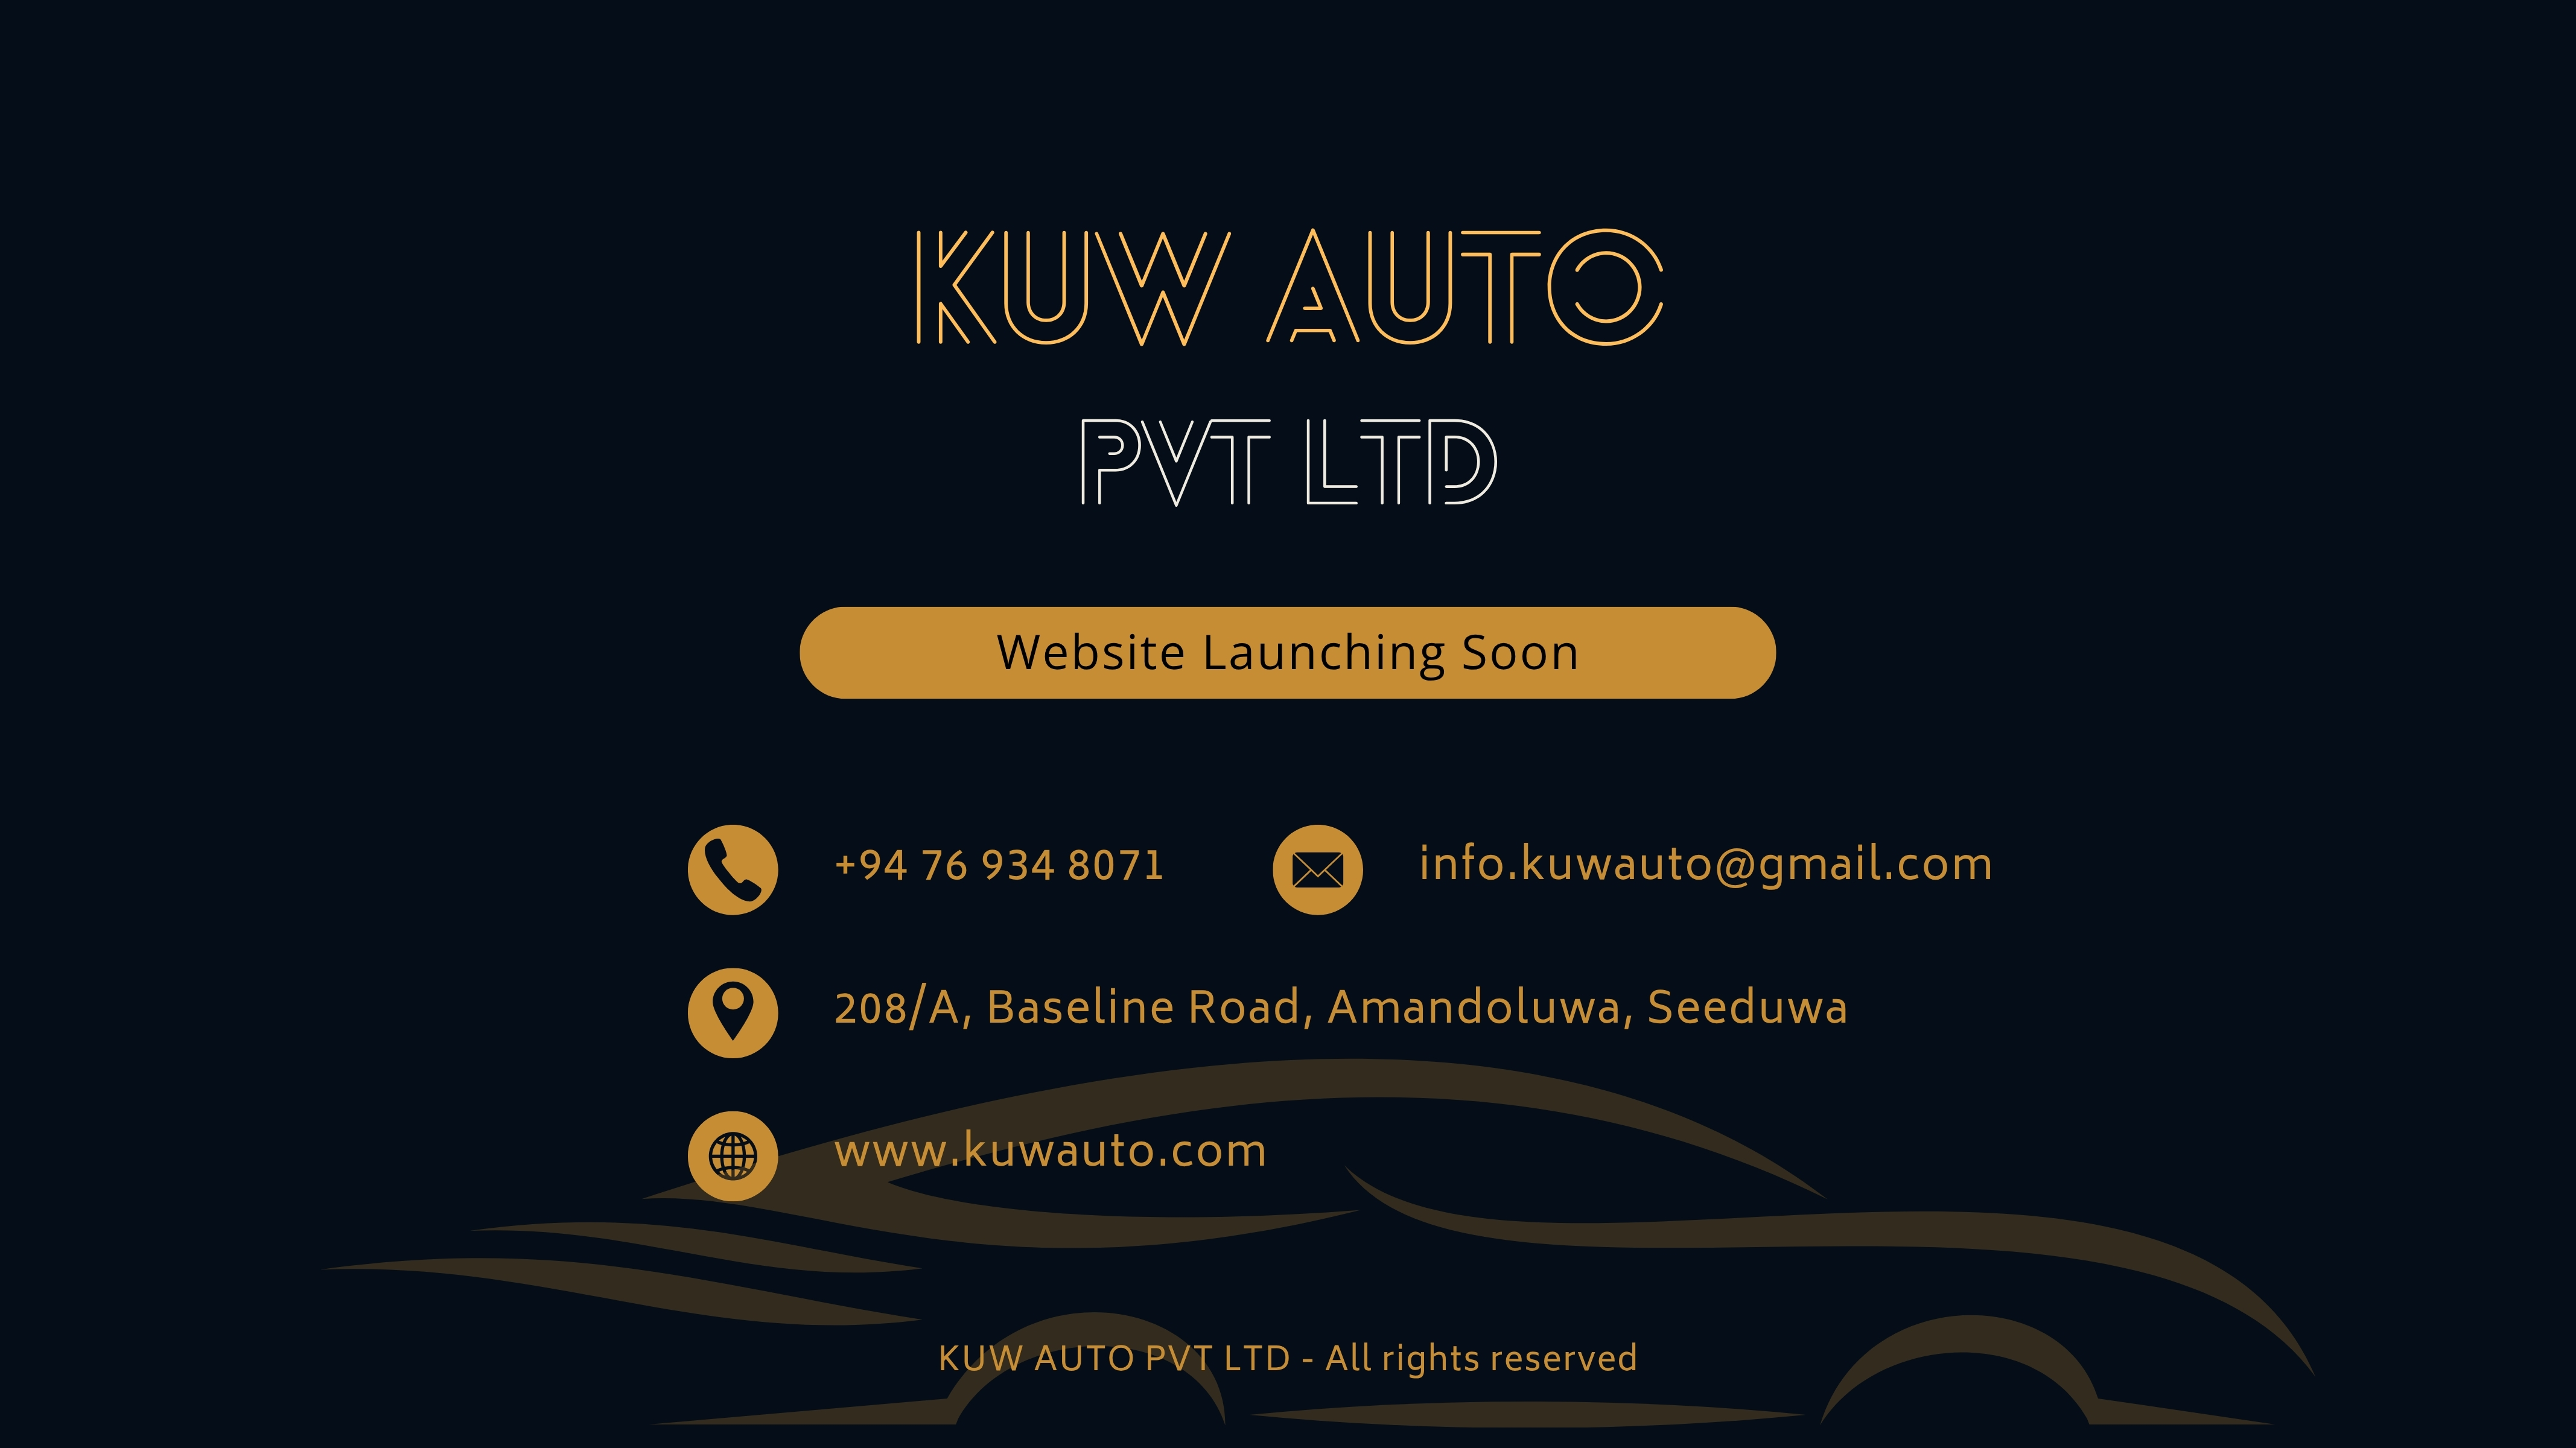 KUW AUTO
PVT LTD
Website Launching Soon
+94 76 934 8071
info.kuwauto@gmail.com
208/A, Baseline Road, Amandoluwa, Seeduwa
www.kuwauto.com
KUW AUTO PVT LTD - All rights reserved